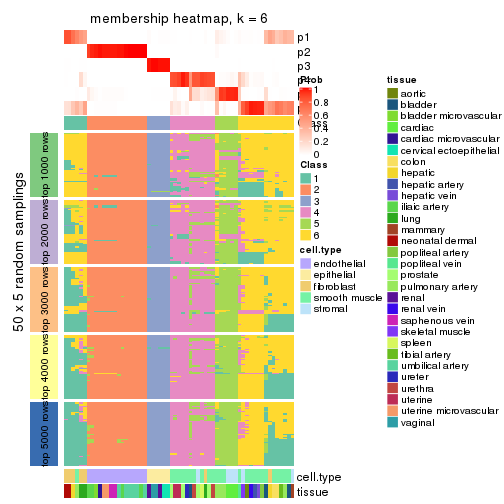 membership heatmap, k = 6
p1
p2
p3
Prob
1
0.8
0.6
0.4
0.2
0
Class
1
2
3
4
5
6
cell.type
endothelial
epithelial
fibroblast
smooth muscle
stromal
tissue
aortic
bladder
bladder microvascular
cardiac
cardiac microvascular
cervical ectoepithelial
colon
hepatic
hepatic artery
hepatic vein
iliaic artery
lung
mammary
neonatal dermal
popliteal artery
popliteal vein
prostate
pulmonary artery
renal
renal vein
saphenous vein
skeletal muscle
spleen
tibial artery
umbilical artery
ureter
urethra
uterine
uterine microvascular
vaginal
50 x 5 random samplings
top 1000 rows
top 2000 rows
top 3000 rows
top 4000 rows
top 5000 rows
cell.type
tissue